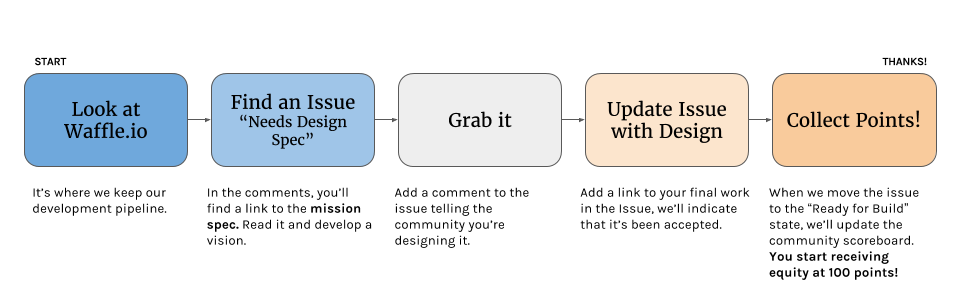 START
THANKS!
Look at
Waffle.io
Find an Issue
“Needs Design
Spec”
Grab it
Update Issue
with Design
Collect Points!
It’s where we keep our
development pipeline.
In the comments, you’ll
find a link to the mission
spec. Read it and develop a
vision.
Add a comment to the
issue telling the
community you’re
designing it.
Add a link to your final work
in the Issue, we’ll indicate
that it’s been accepted.
When we move the issue
to the “Ready for Build”
state, we’ll update the
community scoreboard.
You start receiving
equity at 100 points!